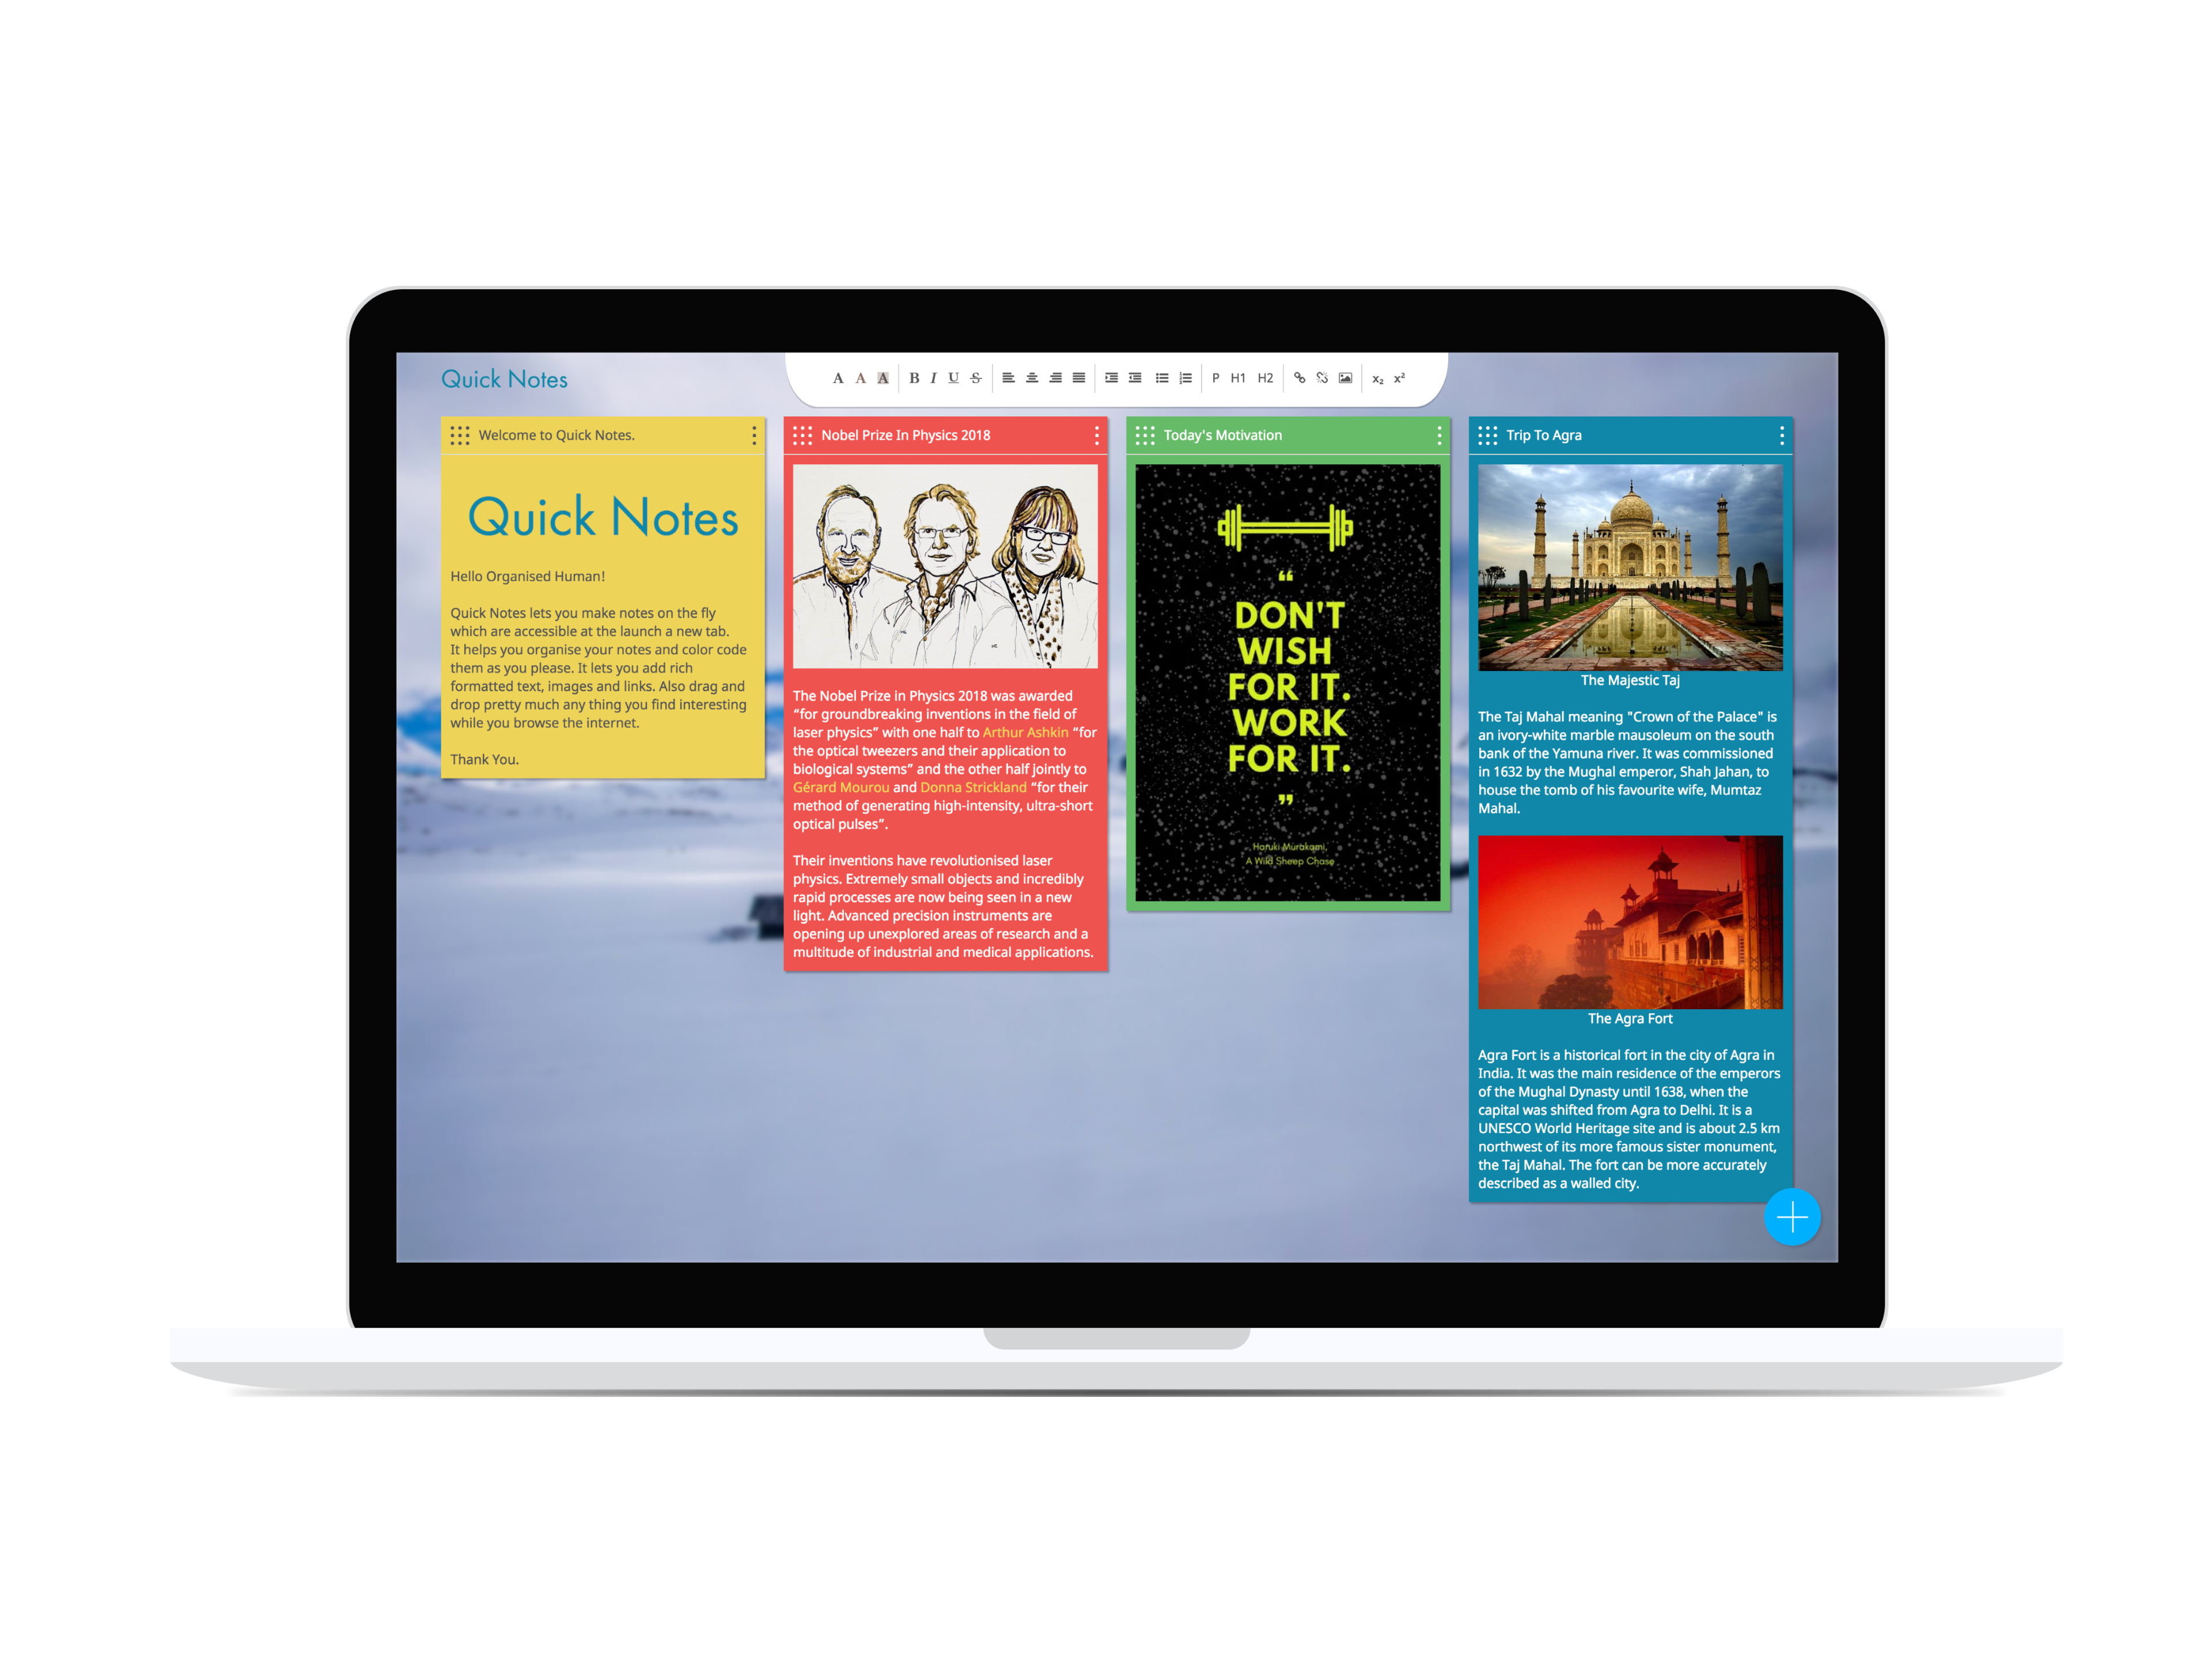 Quick Notes
A A A B I U S P H1 H2 x₂ x²
Welcome to Quick Notes.
Quick Notes
Hello Organised Human!
Quick Notes lets you make notes on the fly
which are accessible at the launch a new tab.
It helps you organise your notes and color code
them as you please. It lets you add rich
formatted text, images and links. Also drag and
drop pretty much any thing you find interesting
while you browse the internet.
Thank You.
Nobel Prize In Physics 2018
The Nobel Prize in Physics 2018 was awarded
“for groundbreaking inventions in the field of
laser physics” with one half to Arthur Ashkin “for
the optical tweezers and their application to
biological systems” and the other half jointly to
Gérard Mourou and Donna Strickland “for their
method of generating high-intensity, ultra-short
optical pulses”.
Their inventions have revolutionised laser
physics. Extremely small objects and incredibly
rapid processes are now being seen in a new
light. Advanced precision instruments are
opening up unexplored areas of research and a
multitude of industrial and medical applications.
Today's Motivation
“
DON'T
WISH
FOR IT.
WORK
FOR IT.
”
Haruki Murakami,
A Wild Sheep Chase
Trip To Agra
The Majestic Taj
The Taj Mahal meaning "Crown of the Palace" is
an ivory-white marble mausoleum on the south
bank of the Yamuna river. It was commissioned
in 1632 by the Mughal emperor, Shah Jahan, to
house the tomb of his favourite wife, Mumtaz
Mahal.
The Agra Fort
Agra Fort is a historical fort in the city of Agra in
India. It was the main residence of the emperors
of the Mughal Dynasty until 1638, when the
capital was shifted from Agra to Delhi. It is a
UNESCO World Heritage site and is about 2.5 km
northwest of its more famous sister monument,
the Taj Mahal. The fort can be more accurately
described as a walled city.